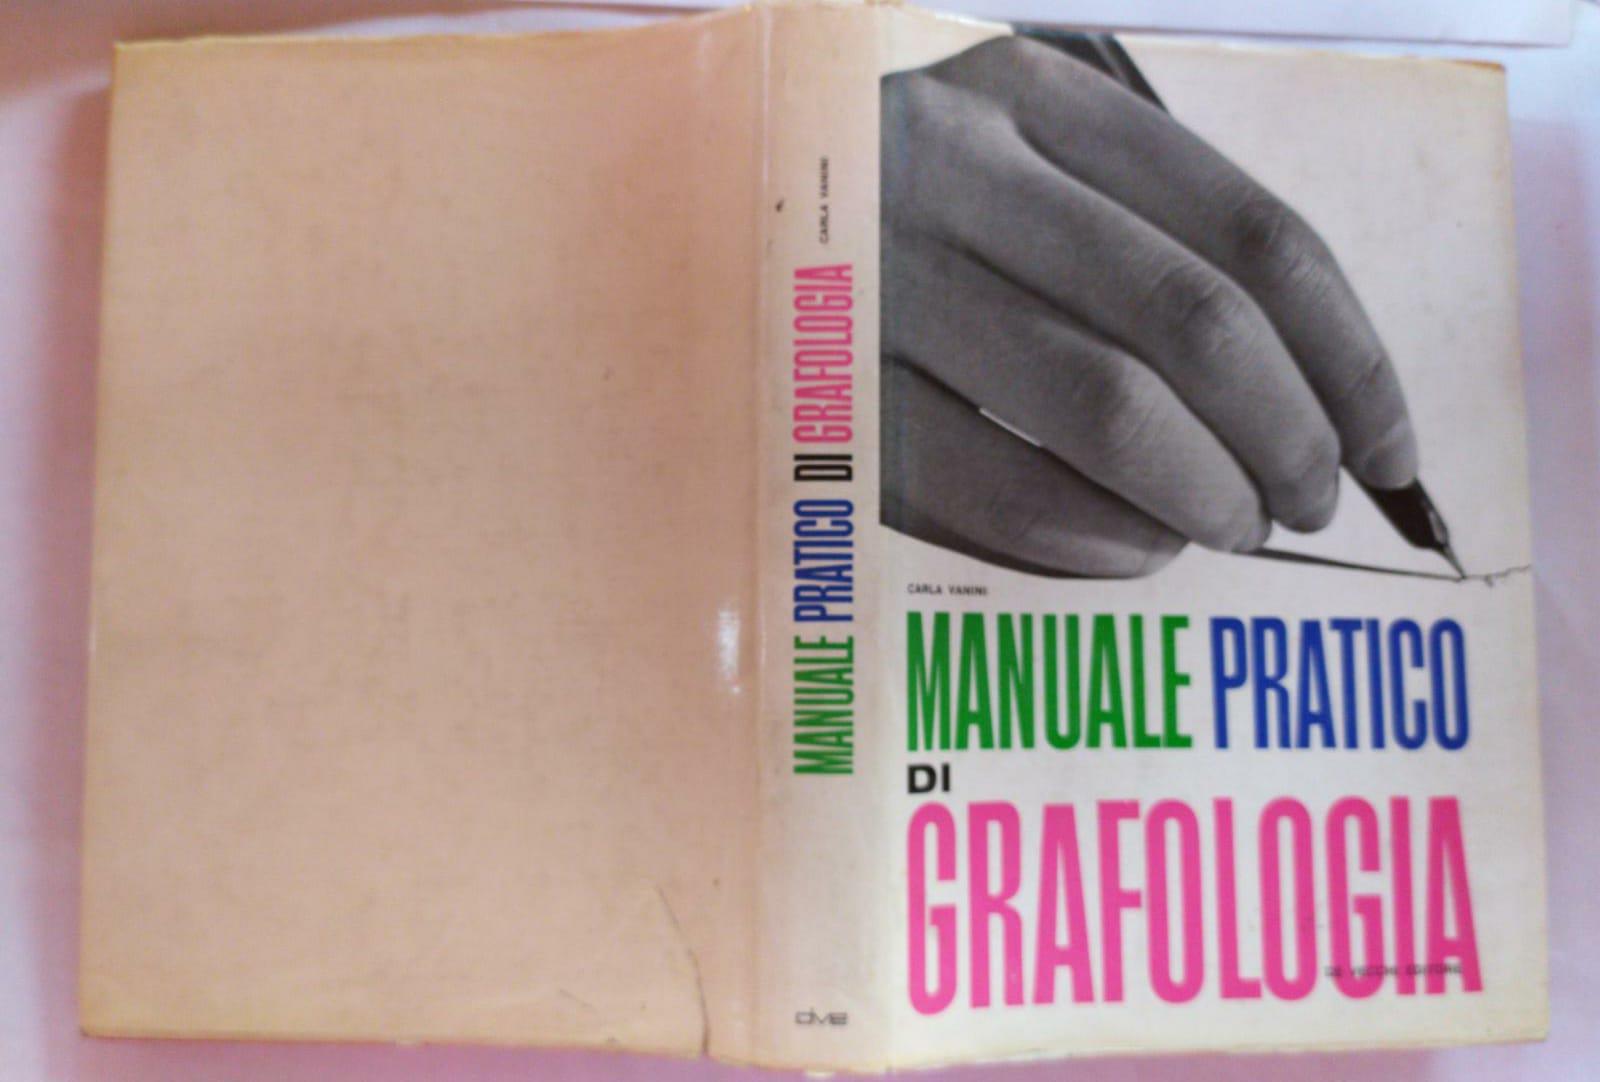 CARLA VANINI
MANUALE PRATICO DI GRAFOLOGIA
dve
CARLA VANINI
MANUALE PRATICO
DI
GRAFOLOGIA
DE VECCHI EDITORE